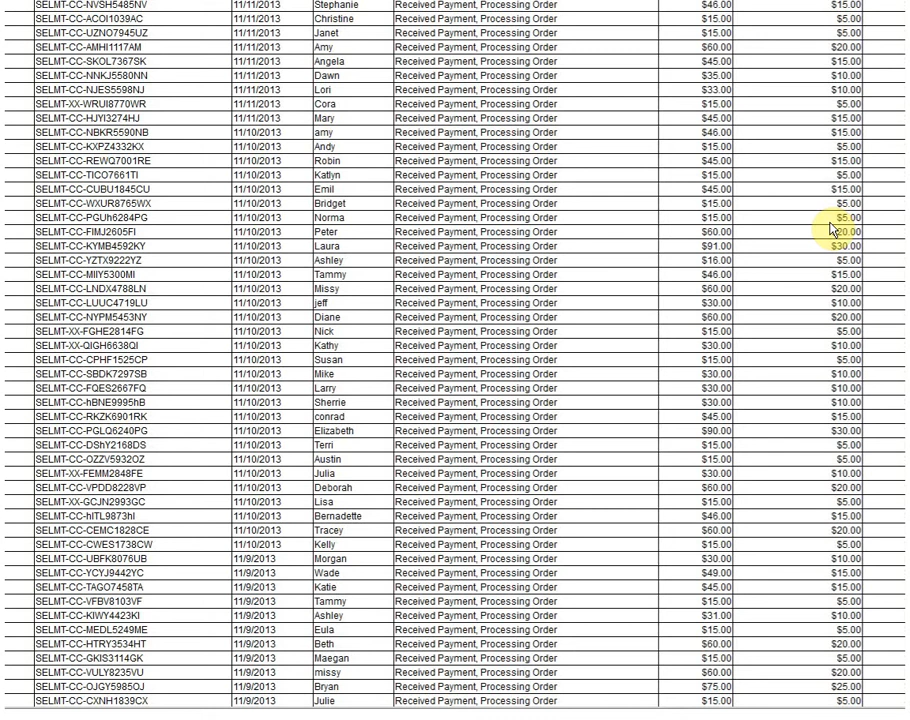 SELMT-CC-NVSH5485NV 11/11/2013 Stephanie Received Payment, Processing Order $46.00 $15.00
SELMT-CC-ACOI1039AC 11/11/2013 Christine Received Payment, Processing Order $15.00 $5.00
SELMT-CC-UZNO7945UZ 11/11/2013 Janet Received Payment, Processing Order $15.00 $5.00
SELMT-CC-AMHI1117AM 11/11/2013 Amy Received Payment, Processing Order $60.00 $20.00
SELMT-CC-SKOL7367SK 11/11/2013 Angela Received Payment, Processing Order $45.00 $15.00
SELMT-CC-NNKJ5580NN 11/11/2013 Dawn Received Payment, Processing Order $35.00 $10.00
SELMT-CC-NJES5598NJ 11/11/2013 Lori Received Payment, Processing Order $33.00 $10.00
SELMT-XX-WRUI8770WR 11/11/2013 Cora Received Payment, Processing Order $15.00 $5.00
SELMT-CC-HJYI3274HJ 11/11/2013 Mary Received Payment, Processing Order $45.00 $15.00
SELMT-CC-NBKR5590NB 11/10/2013 amy Received Payment, Processing Order $46.00 $15.00
SELMT-CC-KXPZ4332KX 11/10/2013 Andy Received Payment, Processing Order $15.00 $5.00
SELMT-CC-REWQ7001RE 11/10/2013 Robin Received Payment, Processing Order $45.00 $15.00
SELMT-CC-TICO7661TI 11/10/2013 Katlyn Received Payment, Processing Order $15.00 $5.00
SELMT-CC-CUBU1845CU 11/10/2013 Emil Received Payment, Processing Order $45.00 $15.00
SELMT-CC-WXUR8765WX 11/10/2013 Bridget Received Payment, Processing Order $15.00 $5.00
SELMT-CC-PGUh6284PG 11/10/2013 Norma Received Payment, Processing Order $15.00 $5.00
SELMT-CC-FIMJ2605FI 11/10/2013 Peter Received Payment, Processing Order $60.00 $20.00
SELMT-CC-KYMB4592KY 11/10/2013 Laura Received Payment, Processing Order $91.00 $30.00
SELMT-CC-YZTX9222YZ 11/10/2013 Ashley Received Payment, Processing Order $16.00 $5.00
SELMT-CC-MIIY5300MI 11/10/2013 Tammy Received Payment, Processing Order $46.00 $15.00
SELMT-CC-LNDX4788LN 11/10/2013 Missy Received Payment, Processing Order $60.00 $20.00
SELMT-CC-LUUC4719LU 11/10/2013 jeff Received Payment, Processing Order $30.00 $10.00
SELMT-CC-NYPM5453NY 11/10/2013 Diane Received Payment, Processing Order $60.00 $20.00
SELMT-XX-FGHE2814FG 11/10/2013 Nick Received Payment, Processing Order $15.00 $5.00
SELMT-XX-QIGH6638QI 11/10/2013 Kathy Received Payment, Processing Order $30.00 $10.00
SELMT-CC-CPHF1525CP 11/10/2013 Susan Received Payment, Processing Order $15.00 $5.00
SELMT-CC-SBDK7297SB 11/10/2013 Mike Received Payment, Processing Order $30.00 $10.00
SELMT-CC-FQES2667FQ 11/10/2013 Larry Received Payment, Processing Order $30.00 $10.00
SELMT-CC-hBNE9995hB 11/10/2013 Sherrie Received Payment, Processing Order $30.00 $10.00
SELMT-CC-RKZK6901RK 11/10/2013 conrad Received Payment, Processing Order $45.00 $15.00
SELMT-CC-PGLQ6240PG 11/10/2013 Elizabeth Received Payment, Processing Order $90.00 $30.00
SELMT-CC-DShY2168DS 11/10/2013 Terri Received Payment, Processing Order $15.00 $5.00
SELMT-CC-OZZV5932OZ 11/10/2013 Austin Received Payment, Processing Order $15.00 $5.00
SELMT-XX-FEMM2848FE 11/10/2013 Julia Received Payment, Processing Order $30.00 $10.00
SELMT-CC-VPDD8228VP 11/10/2013 Deborah Received Payment, Processing Order $60.00 $20.00
SELMT-XX-GCJN2993GC 11/10/2013 Lisa Received Payment, Processing Order $15.00 $5.00
SELMT-CC-hITL9873hI 11/10/2013 Bernadette Received Payment, Processing Order $46.00 $15.00
SELMT-CC-CEMC1828CE 11/10/2013 Tracey Received Payment, Processing Order $60.00 $20.00
SELMT-CC-CWES1738CW 11/10/2013 Kelly Received Payment, Processing Order $15.00 $5.00
SELMT-CC-UBFK8076UB 11/9/2013 Morgan Received Payment, Processing Order $30.00 $10.00
SELMT-CC-YCYJ9442YC 11/9/2013 Wade Received Payment, Processing Order $49.00 $15.00
SELMT-CC-TAGO7458TA 11/9/2013 Katie Received Payment, Processing Order $45.00 $15.00
SELMT-CC-VFBV8103VF 11/9/2013 Tammy Received Payment, Processing Order $15.00 $5.00
SELMT-CC-KIWY4423KI 11/9/2013 Ashley Received Payment, Processing Order $31.00 $10.00
SELMT-CC-MEDL5249ME 11/9/2013 Eula Received Payment, Processing Order $15.00 $5.00
SELMT-CC-HTRY3534HT 11/9/2013 Beth Received Payment, Processing Order $60.00 $20.00
SELMT-CC-GKIS3114GK 11/9/2013 Maegan Received Payment, Processing Order $15.00 $5.00
SELMT-CC-VULY8235VU 11/9/2013 missy Received Payment, Processing Order $60.00 $20.00
SELMT-CC-OJGY5985OJ 11/9/2013 Bryan Received Payment, Processing Order $75.00 $25.00
SELMT-CC-CXNH1839CX 11/9/2013 Julie Received Payment, Processing Order $15.00 $5.00